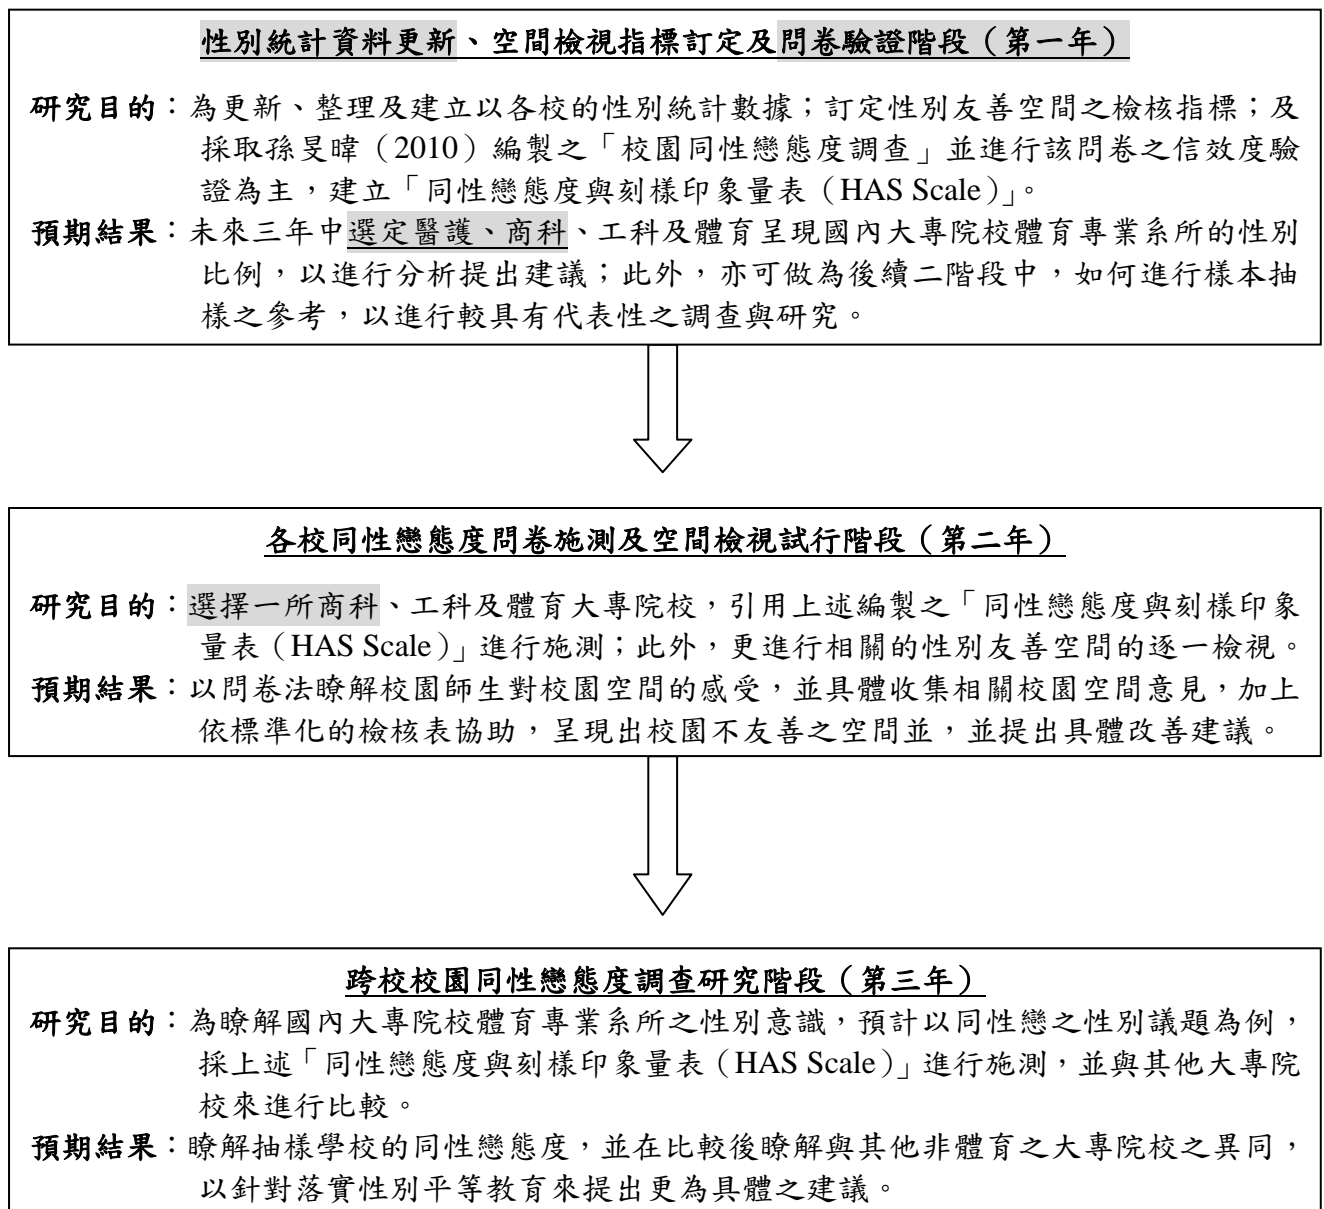 性別統計資料更新、空間檢視指標訂定及問卷驗證階段（第一年）
研究目的：為更新、整理及建立以各校的性別統計數據；訂定性別友善空間之檢核指標；及
採取孫旻暐（2010）編製之「校園同性戀態度調查」並進行該問卷之信效度驗
證為主，建立「同性戀態度與刻樣印象量表（HAS Scale）」。
預期結果：未來三年中選定醫護、商科、工科及體育呈現國內大專院校體育專業系所的性別
比例，以進行分析提出建議；此外，亦可做為後續二階段中，如何進行樣本抽
樣之參考，以進行較具有代表性之調查與研究。
各校同性戀態度問卷施測及空間檢視試行階段（第二年）
研究目的：選擇一所商科、工科及體育大專院校，引用上述編製之「同性戀態度與刻樣印象
量表（HAS Scale）」進行施測；此外，更進行相關的性別友善空間的逐一檢視。
預期結果：以問卷法瞭解校園師生對校園空間的感受，並具體收集相關校園空間意見，加上
依標準化的檢核表協助，呈現出校園不友善之空間並，並提出具體改善建議。
跨校校園同性戀態度調查研究階段（第三年）
研究目的：為瞭解國內大專院校體育專業系所之性別意識，預計以同性戀之性別議題為例，
採上述「同性戀態度與刻樣印象量表（HAS Scale）」進行施測，並與其他大專院
校來進行比較。
預期結果：瞭解抽樣學校的同性戀態度，並在比較後瞭解與其他非體育之大專院校之異同，
以針對落實性別平等教育來提出更為具體之建議。